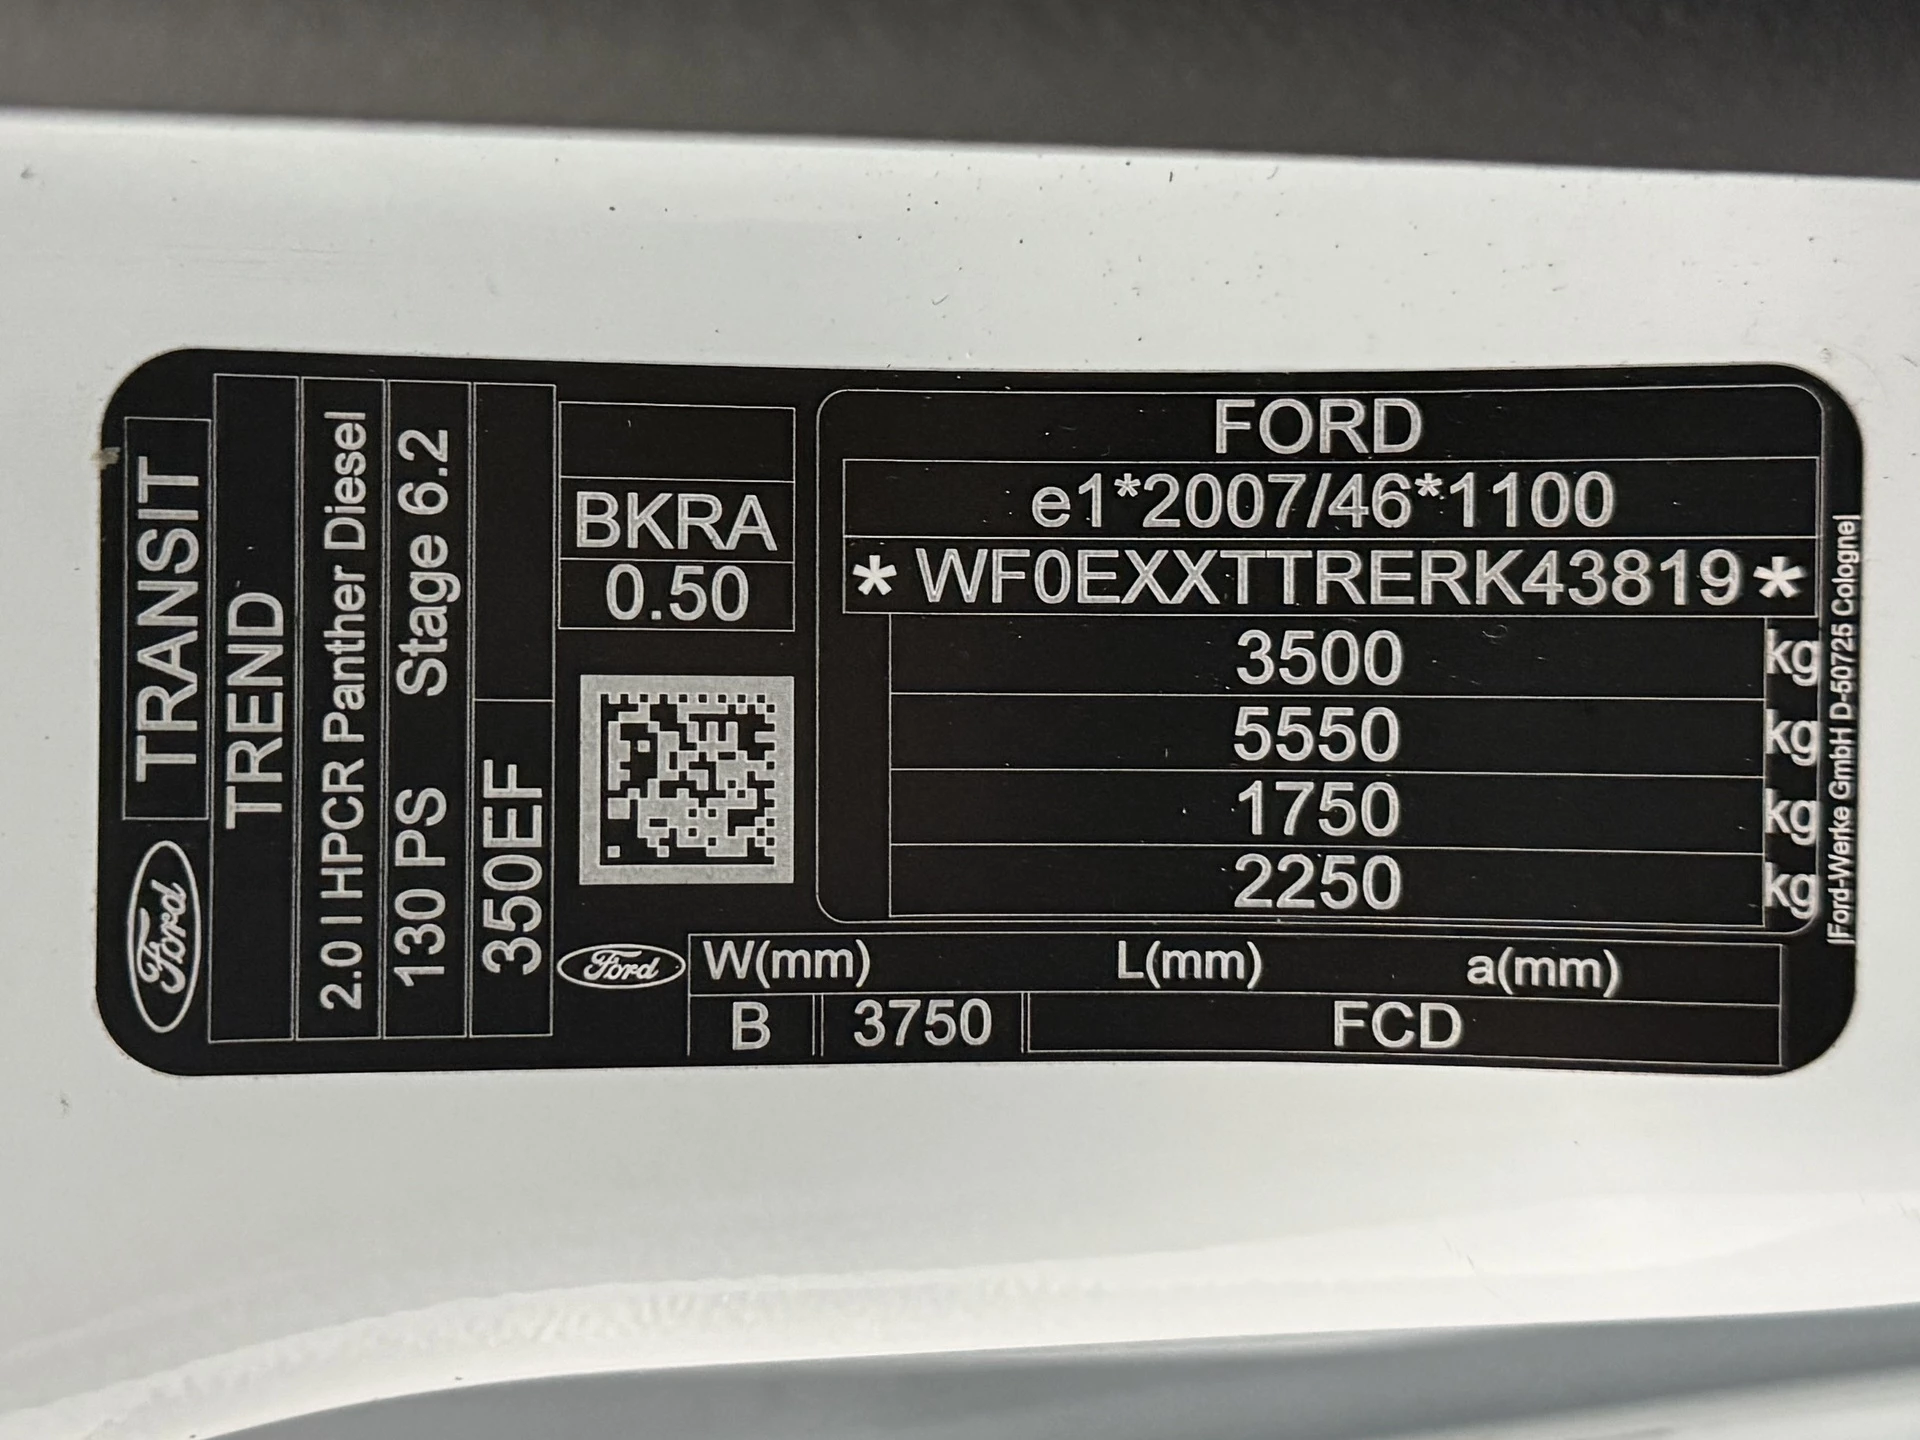 Ford
TRANSIT
TREND
2.0 l HPCR Panther Diesel
130 PS Stage 6.2
350EF
BKRA
0.50
FORD
e1*2007/46*1100
*WF0EXXTTRERK43819*
3500 kg
5550 kg
1750 kg
2250 kg
Ford
W(mm) L(mm) a(mm)
B 3750 FCD
|Ford-Werke GmbH D-50725 Cologne|